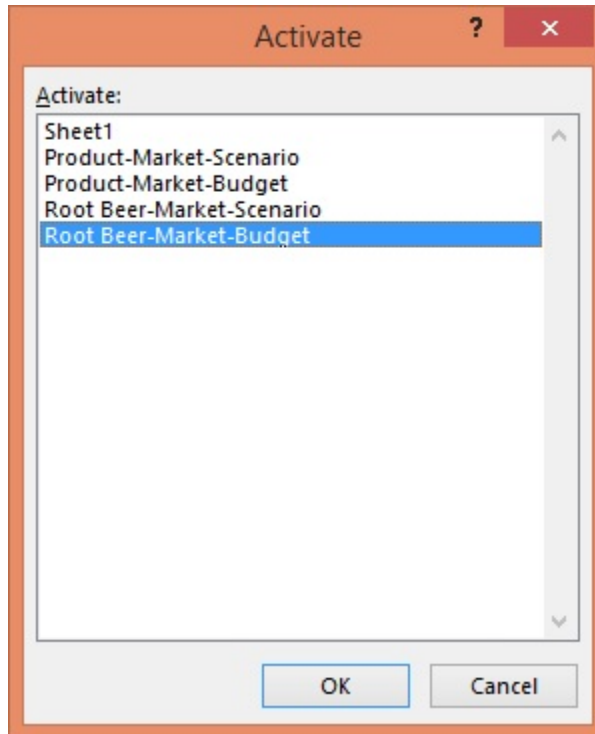 Activate
?
×
Activate:
Sheet1
Product-Market-Scenario
Product-Market-Budget
Root Beer-Market-Scenario
Root Beer-Market-Budget
OK
Cancel